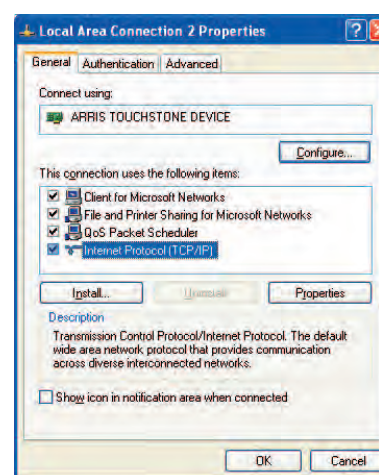 Local Area Connection 2 Properties
General Authentication Advanced
Connect using:
ARRIS TOUCHSTONE DEVICE
Configure...
This connection uses the following items:
Client for Microsoft Networks
File and Printer Sharing for Microsoft Networks
QoS Packet Scheduler
Internet Protocol (TCP/IP)
Install... Uninstall Properties
Description
Transmission Control Protocol/Internet Protocol. The default
wide area network protocol that provides communication
across diverse interconnected networks.
Show icon in notification area when connected
OK Cancel